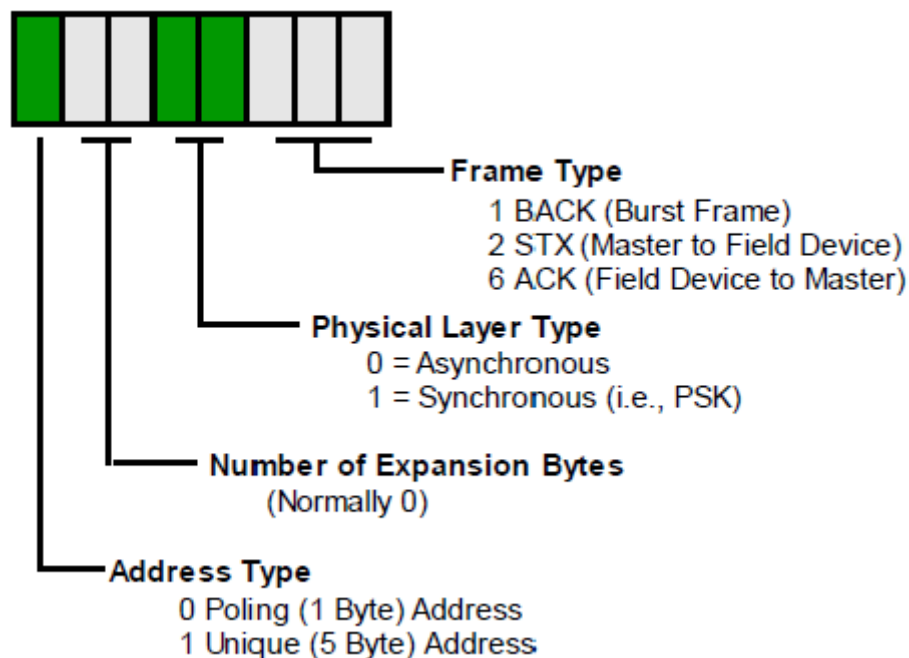 Frame Type
1 BACK (Burst Frame)
2 STX (Master to Field Device)
6 ACK (Field Device to Master)
Physical Layer Type
0 = Asynchronous
1 = Synchronous (i.e., PSK)
Number of Expansion Bytes
(Normally 0)
Address Type
0 Poling (1 Byte) Address
1 Unique (5 Byte) Address